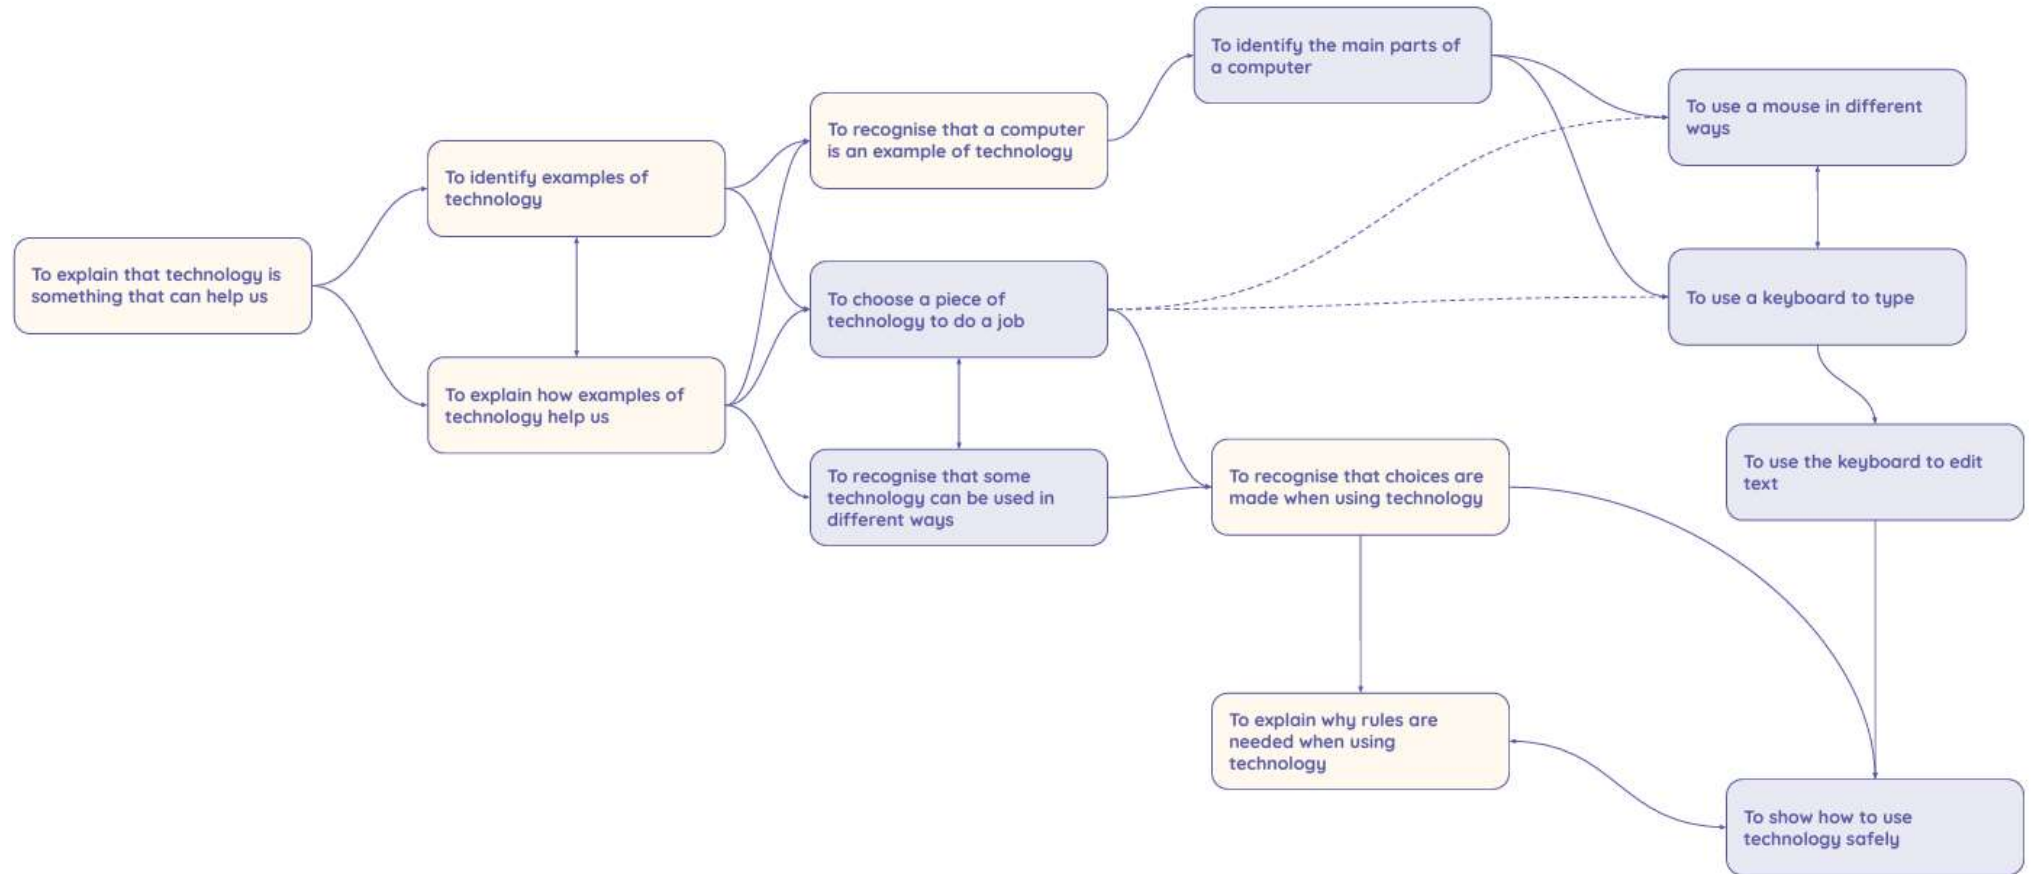 To explain that technology is
something that can help us
To identify examples of
technology
To explain how examples of
technology help us
To recognise that a computer
is an example of technology
To choose a piece of
technology to do a job
To recognise that some
technology can be used in
different ways
To identify the main parts of
a computer
To recognise that choices are
made when using technology
To explain why rules are
needed when using
technology
To use a mouse in different
ways
To use a keyboard to type
To use the keyboard to edit
text
To show how to use
technology safely